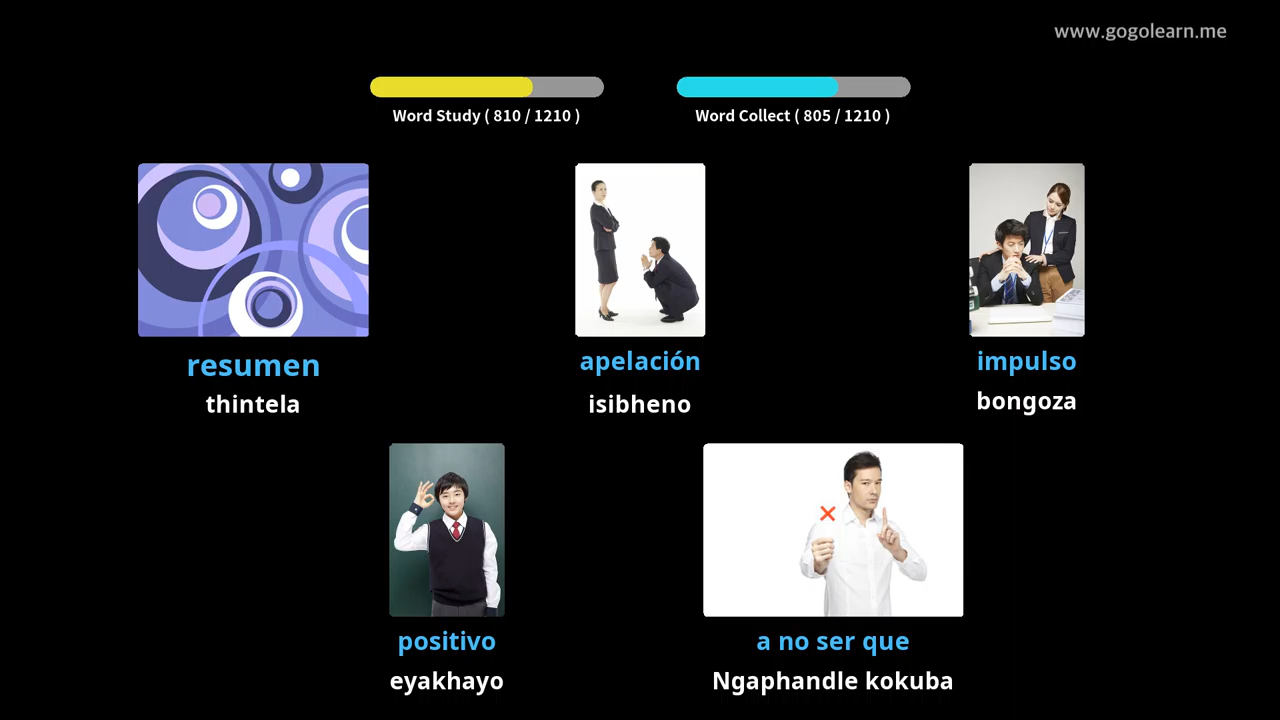 www.gogolearn.me
Word Study ( 810 / 1210 )
Word Collect ( 805 / 1210 )
resumen
thintela
apelación
isibheno
impulso
bongoza
positivo
eyakhayo
a no ser que
Ngaphandle kokuba